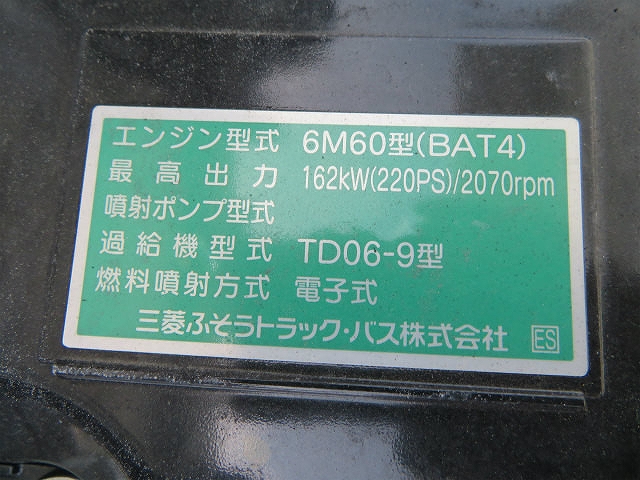 エンジン型式 6M60型(BAT4)
最高出力 162kW(220PS)/2070rpm
噴射ポンプ型式
過給機型式 TD06-9型
燃料噴射方式 電子式
三菱ふそうトラック・バス株式会社 ES